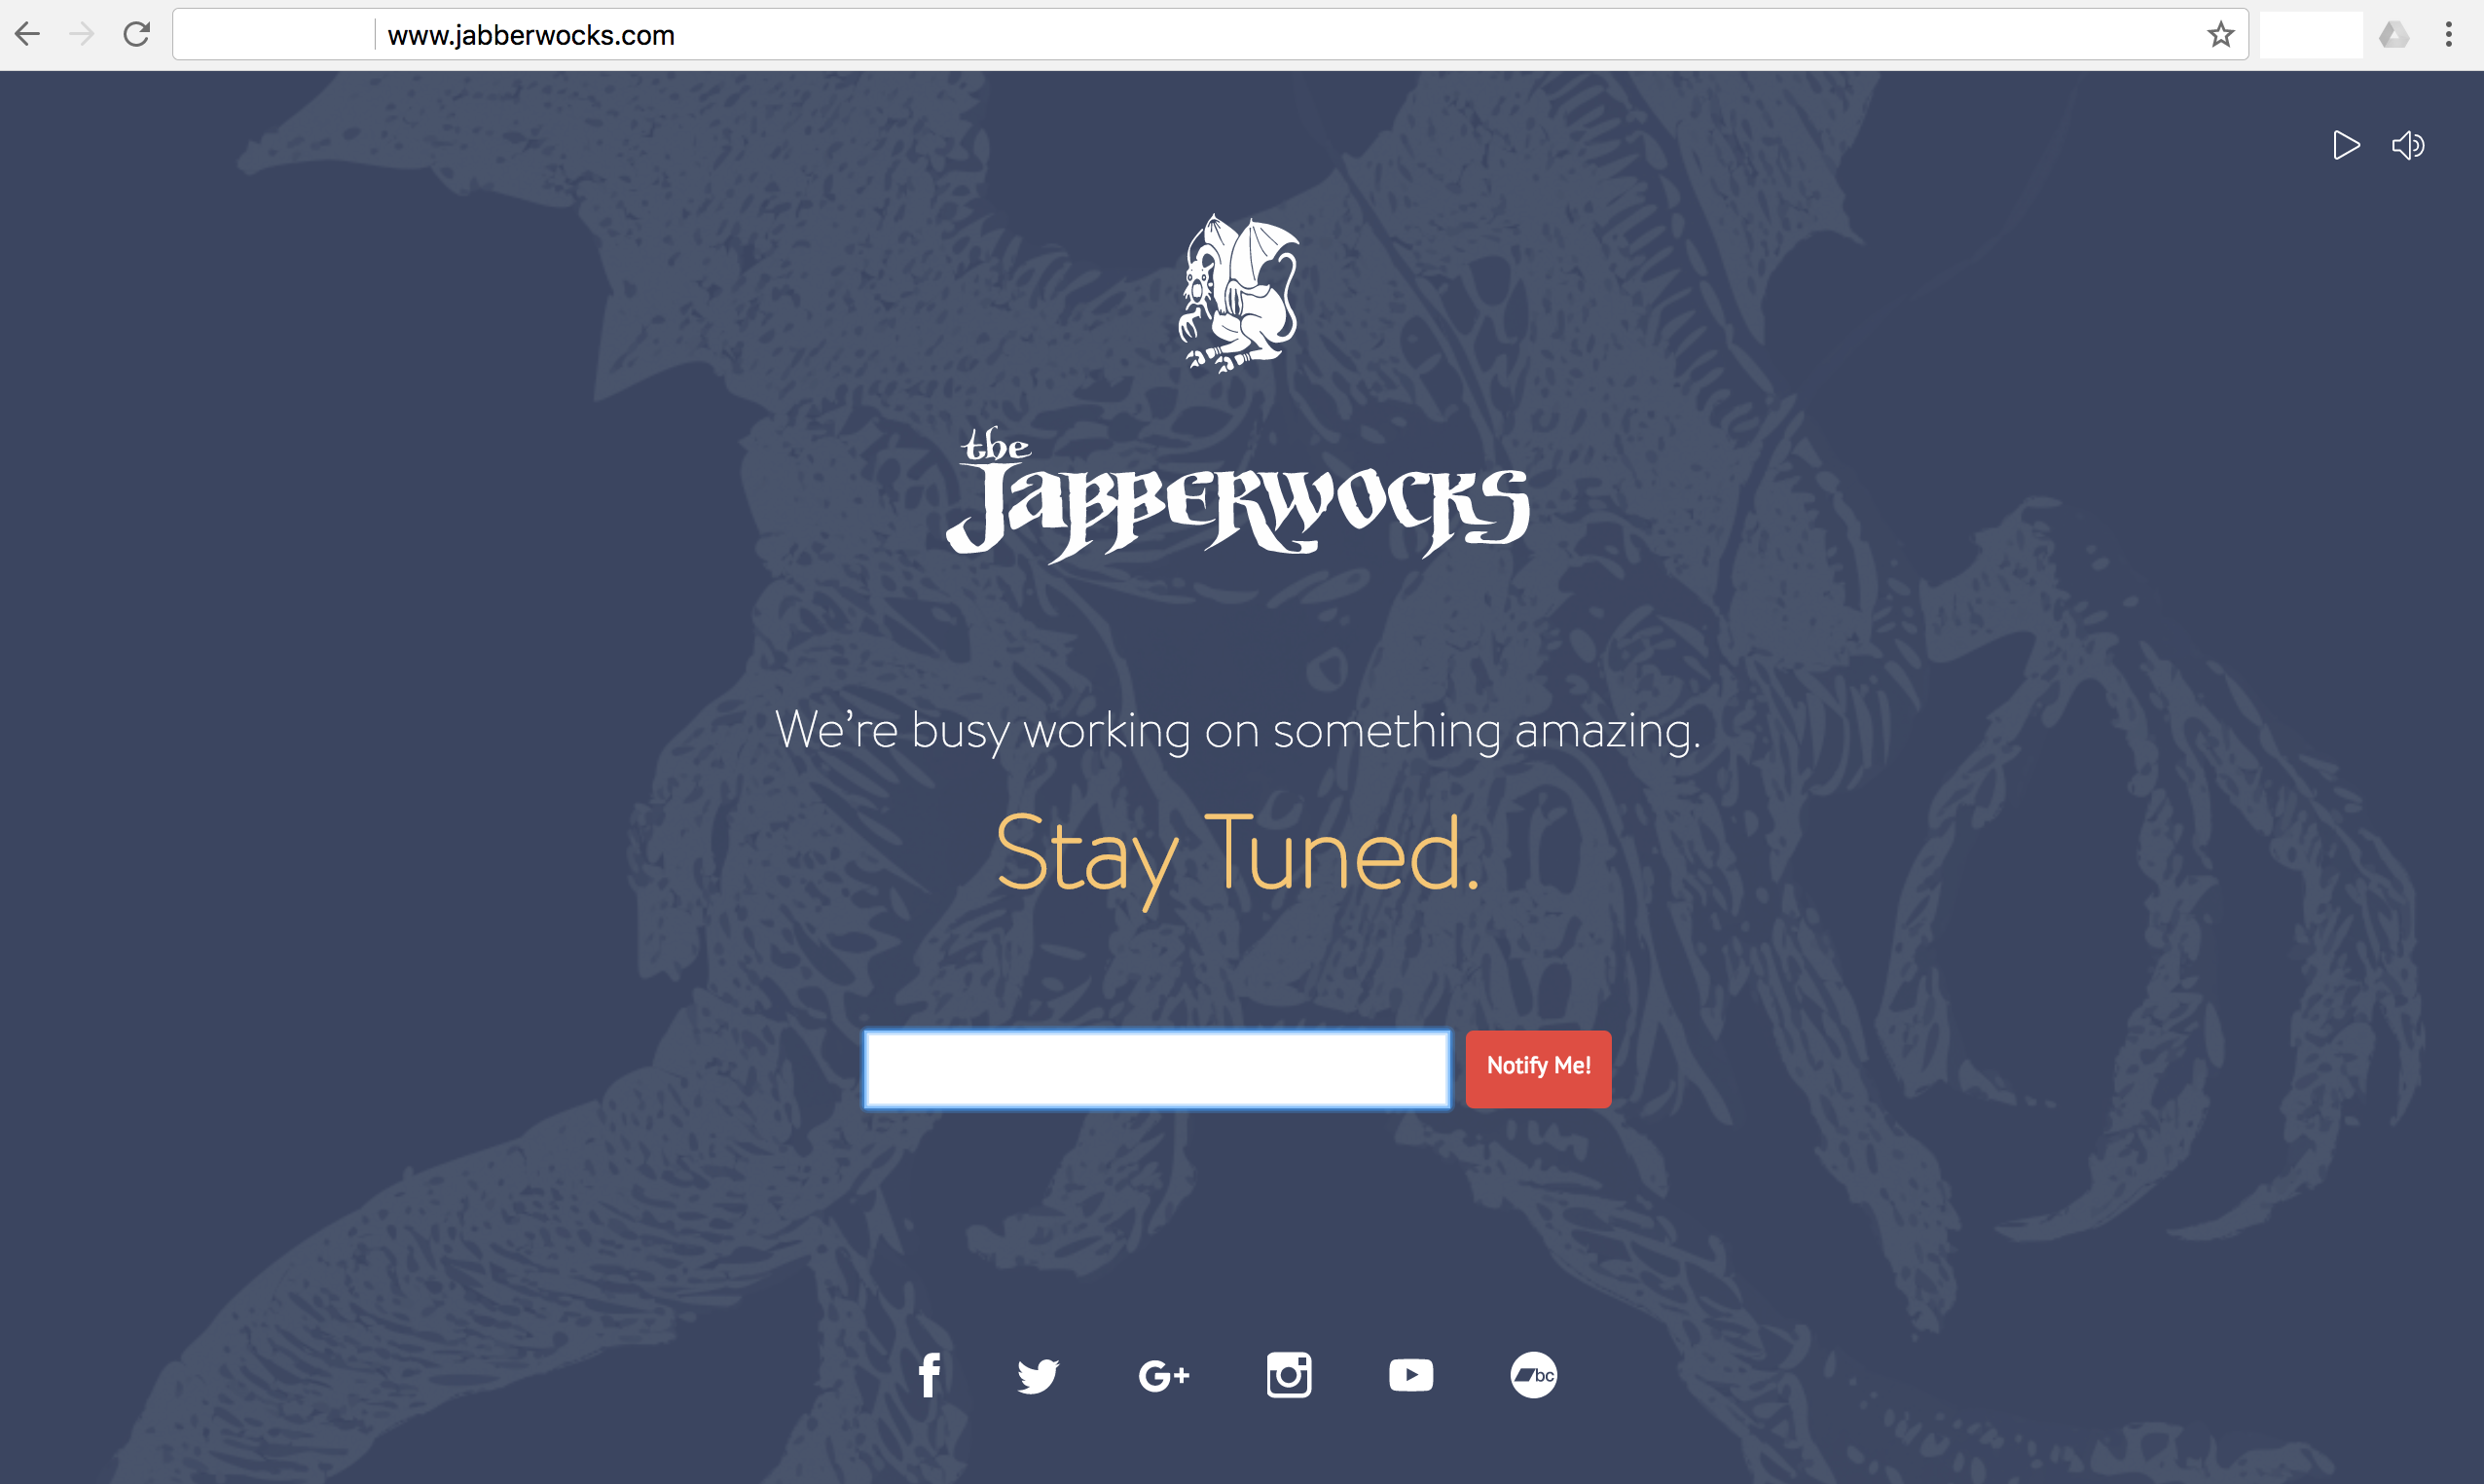 www.jabberwocks.com
the
Jabberwocks
We're busy working on something amazing.
Stay Tuned.
Notify Me!
f G+ bc